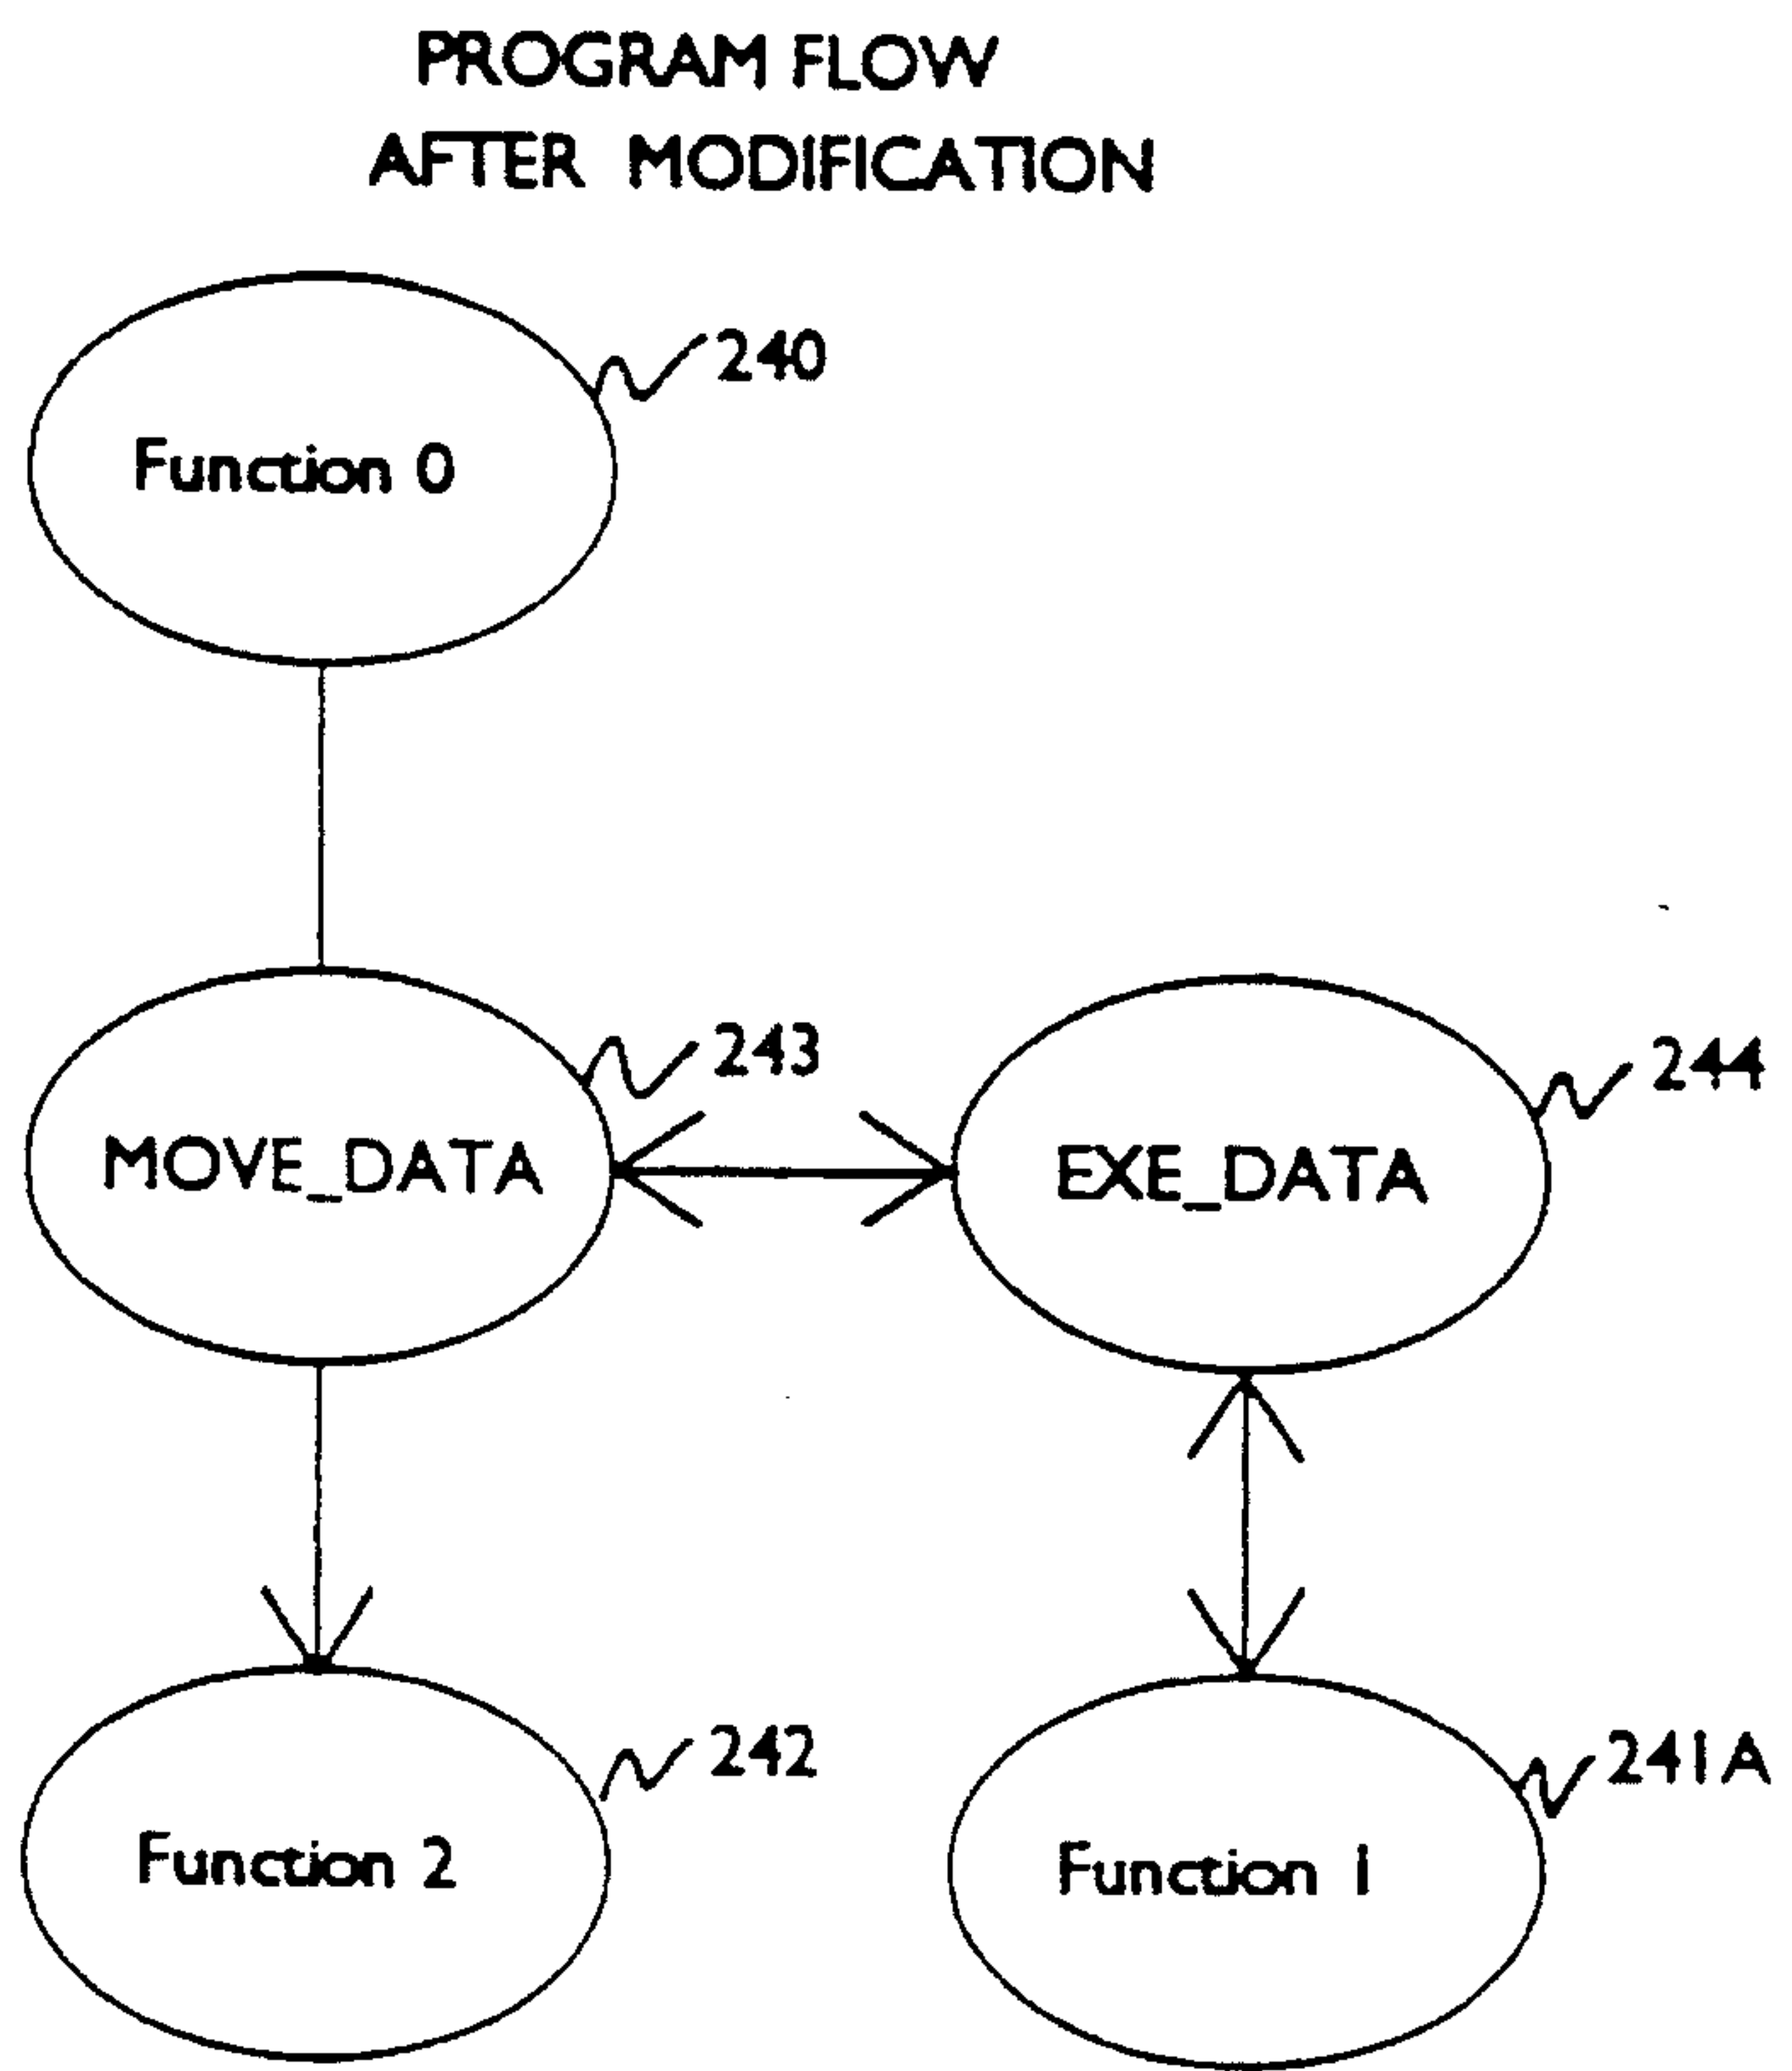 PROGRAM FLOW
AFTER MODIFICATION
240
Function 0
243
244
MOVE_DATA
EXE_DATA
242
241A
Function 2
Function 1